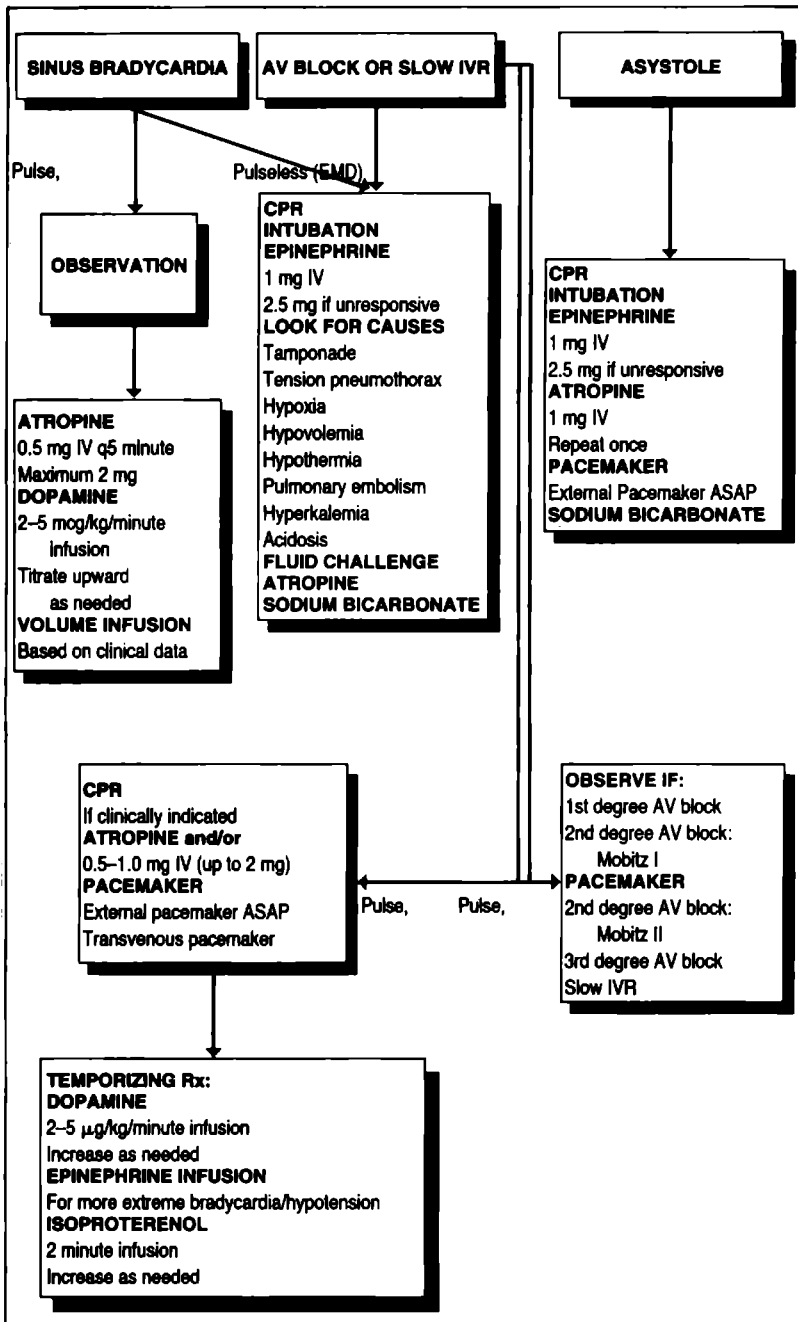 SINUS BRADYCARDIA
AV BLOCK OR SLOW IVR
ASYSTOLE
Pulse,
Pulseless (EMD)
OBSERVATION
ATROPINE
0.5 mg IV q5 minute
Maximum 2 mg
DOPAMINE
2–5 mcg/kg/minute
infusion
Titrate upward
as needed
VOLUME INFUSION
Based on clinical data
CPR
INTUBATION
EPINEPHRINE
1 mg IV
2.5 mg if unresponsive
LOOK FOR CAUSES
Tamponade
Tension pneumothorax
Hypoxia
Hypovolemia
Hypothermia
Pulmonary embolism
Hyperkalemia
Acidosis
FLUID CHALLENGE
ATROPINE
SODIUM BICARBONATE
CPR
INTUBATION
EPINEPHRINE
1 mg IV
2.5 mg if unresponsive
ATROPINE
1 mg IV
Repeat once
PACEMAKER
External Pacemaker ASAP
SODIUM BICARBONATE
CPR
If clinically indicated
ATROPINE and/or
0.5–1.0 mg IV (up to 2 mg)
PACEMAKER
External pacemaker ASAP
Transvenous pacemaker
Pulse,
Pulse,
OBSERVE IF:
1st degree AV block
2nd degree AV block:
Mobitz I
PACEMAKER
2nd degree AV block:
Mobitz II
3rd degree AV block
Slow IVR
TEMPORIZING Rx:
DOPAMINE
2–5 μg/kg/minute infusion
Increase as needed
EPINEPHRINE INFUSION
For more extreme bradycardia/hypotension
ISOPROTERENOL
2 minute infusion
Increase as needed